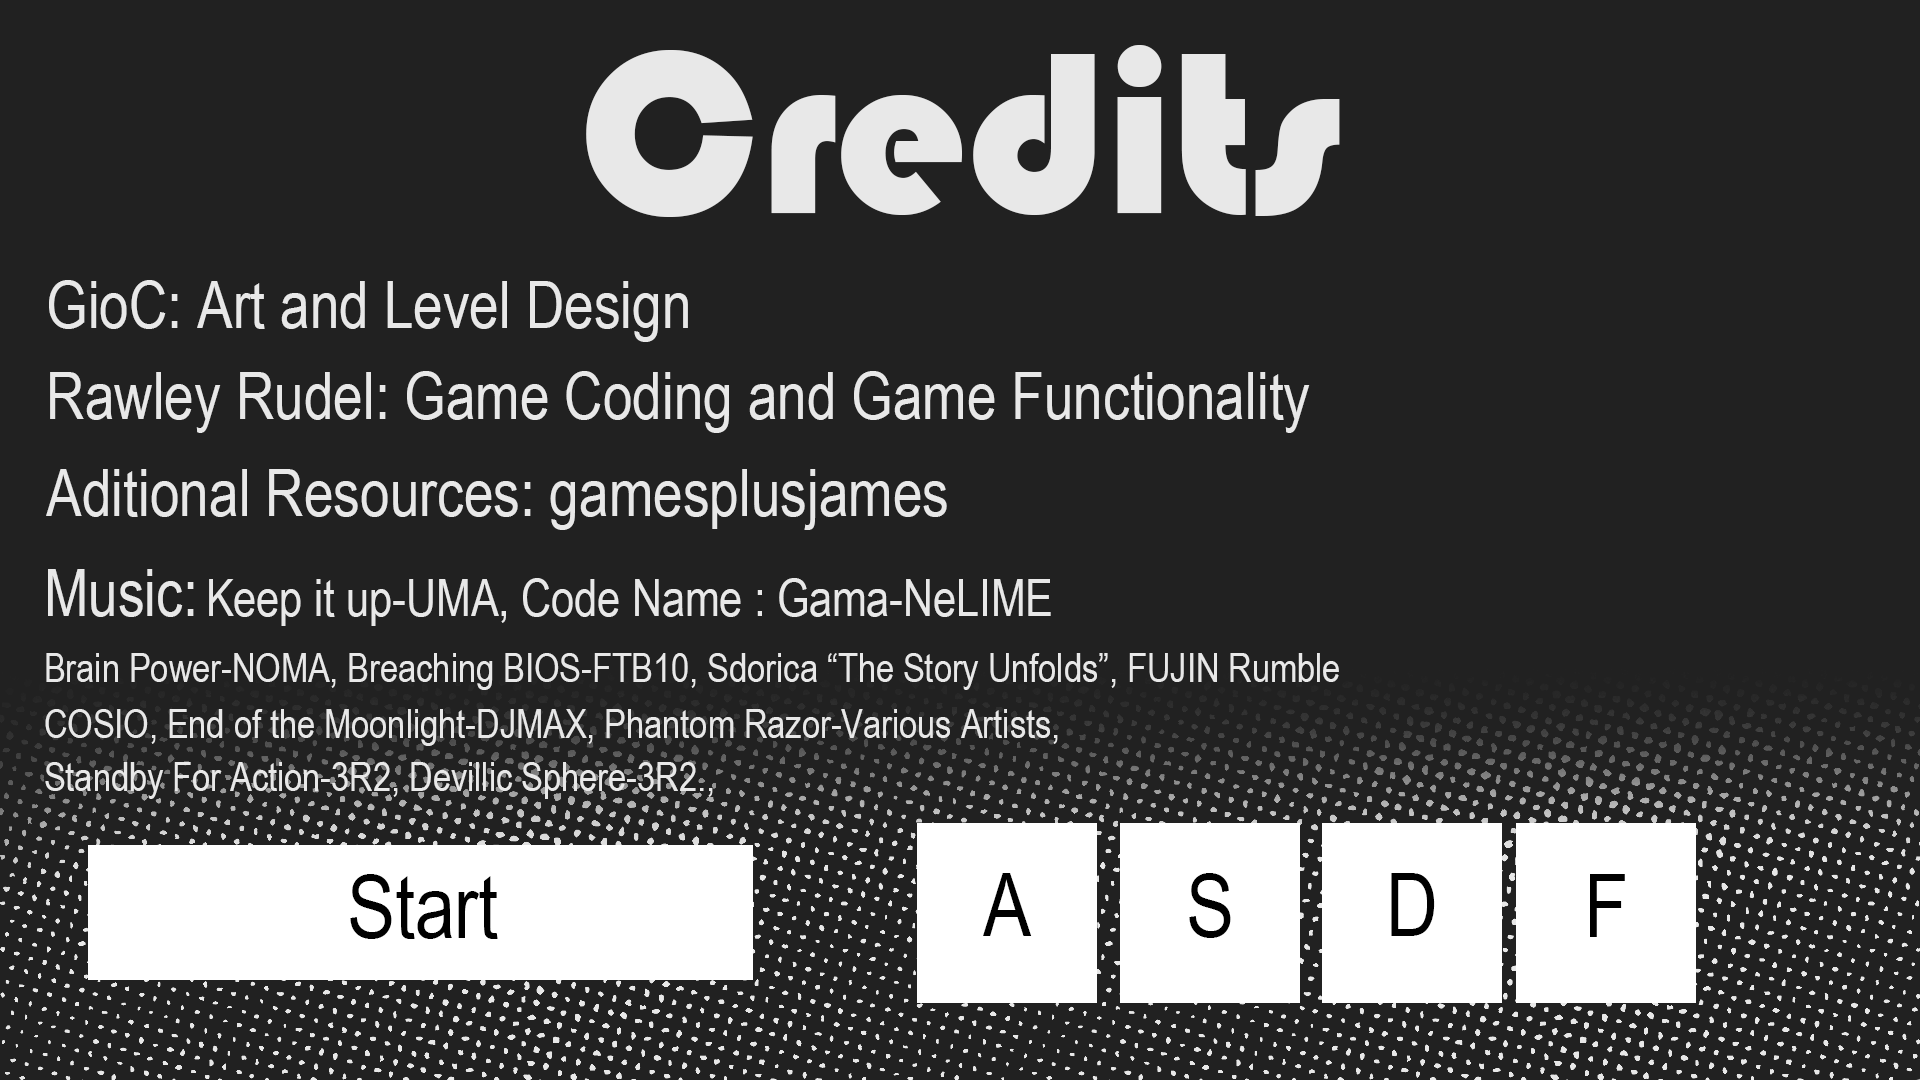 Credits
GioC: Art and Level Design
Rawley Rudel: Game Coding and Game Functionality
Aditional Resources: gamesplusjames
Music: Keep it up-UMA, Code Name : Gama-NeLIME
Brain Power-NOMA, Breaching BIOS-FTB10, Sdorica “The Story Unfolds”, FUJIN Rumble
COSIO, End of the Moonlight-DJMAX, Phantom Razor-Various Artists,
Standby For Action-3R2, Devillic Sphere-3R2.,
Start
A S D F